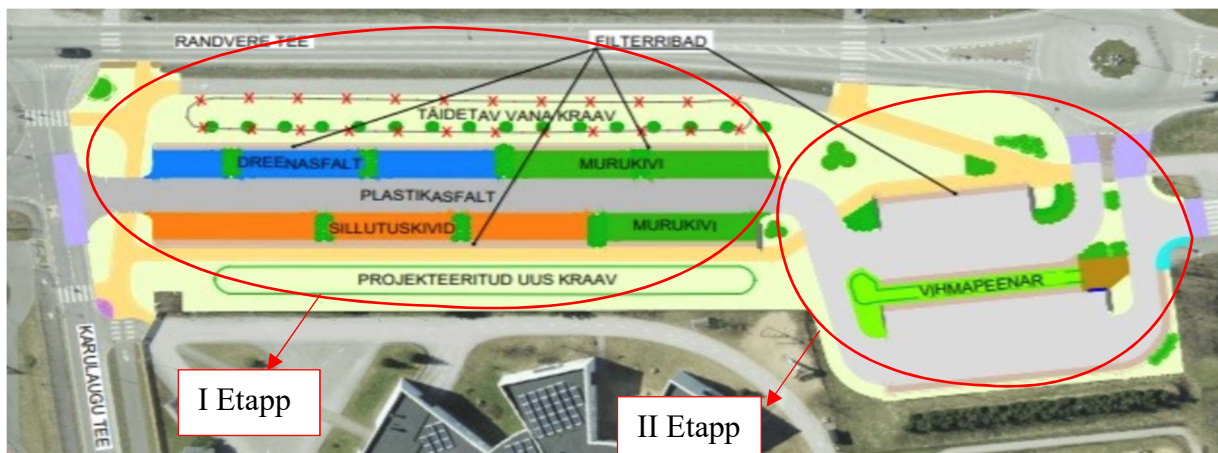 RANDVERE TEE
FILTERRIBAD
TÄIDETAV VANA KRAAV
DREENASFALT
MURUKIVI
PLASTIKASFALT
SILLUTUSKIVID
MURUKIVI
PROJEKTEERITUD UUS KRAAV
VIHMAPEENAR
KARULAUGU TEE
I Etapp
II Etapp